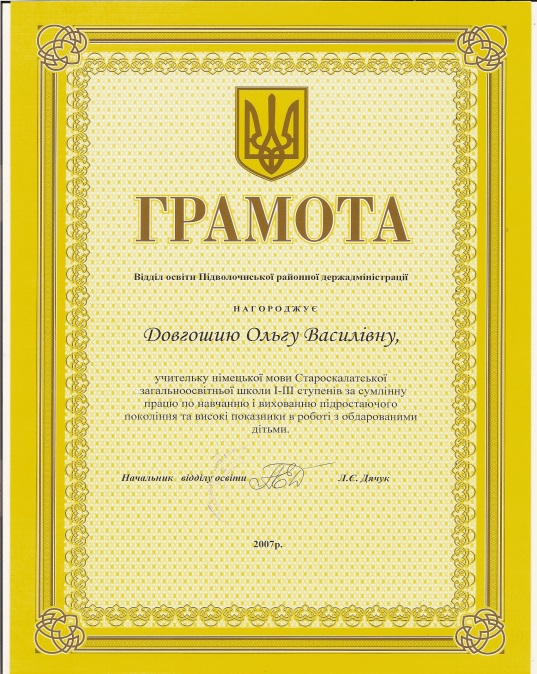 ГРАМОТА
Відділ освіти Підволочиської районної держадміністрації
НАГОРОДЖУЄ
Довгошию Ольгу Василівну,
учительку німецької мови Староскалатської
загальноосвітньої школи І-ІІІ ступенів за сумлінну
працю по навчанню і вихованню підростаючого
покоління та високі показники в роботі з обдарованими
дітьми.
Начальник відділу освіти Л.Є. Дячук
2007р.